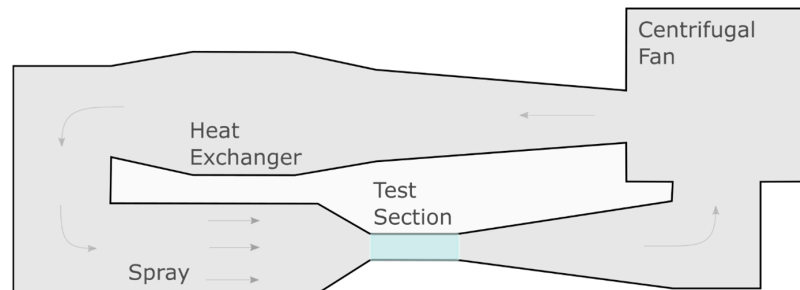 Centrifugal
Fan
Heat
Exchanger
Test
Section
Spray